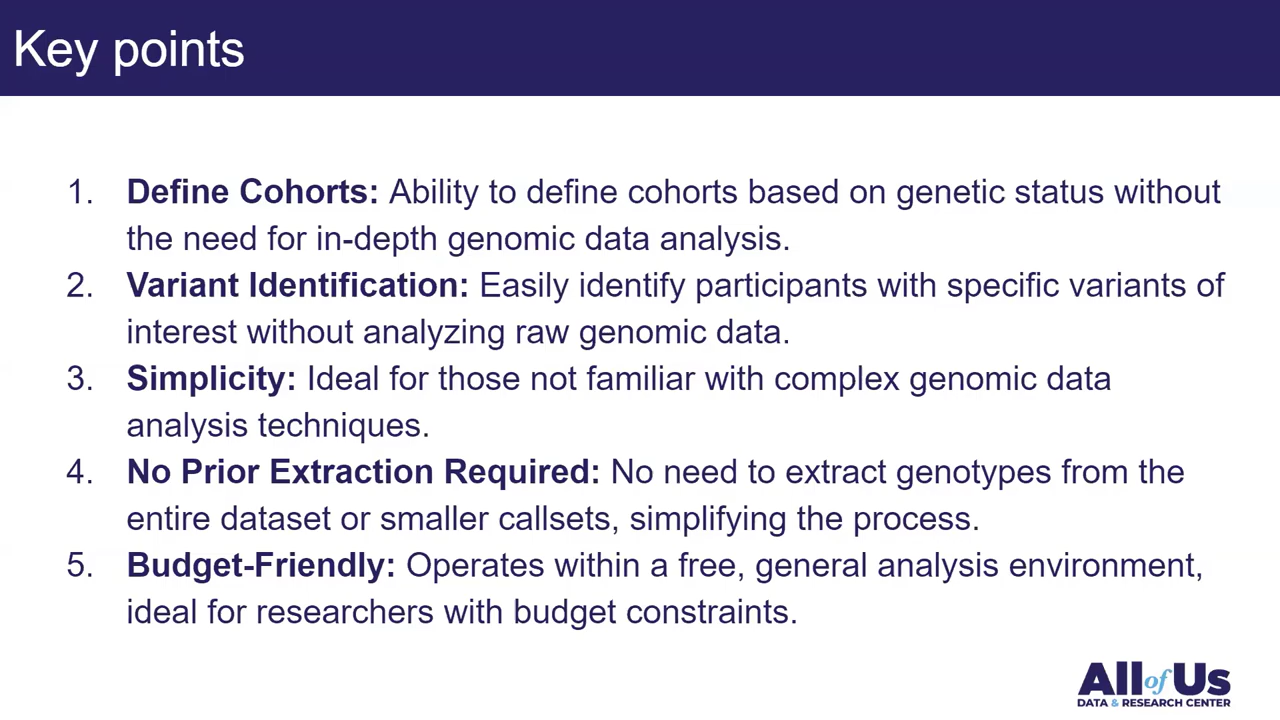 Key points
1. Define Cohorts: Ability to define cohorts based on genetic status without
the need for in-depth genomic data analysis.
2. Variant Identification: Easily identify participants with specific variants of
interest without analyzing raw genomic data.
3. Simplicity: Ideal for those not familiar with complex genomic data
analysis techniques.
4. No Prior Extraction Required: No need to extract genotypes from the
entire dataset or smaller callsets, simplifying the process.
5. Budget-Friendly: Operates within a free, general analysis environment,
ideal for researchers with budget constraints.
All of Us
DATA & RESEARCH CENTER